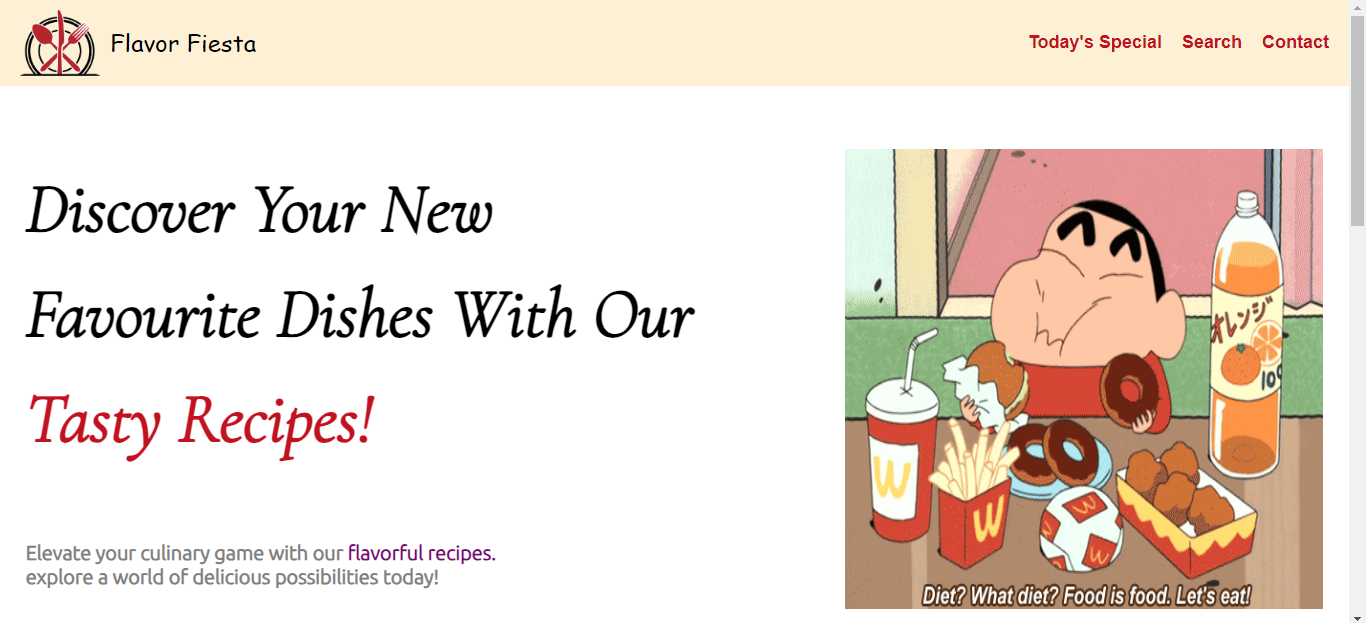 Flavor Fiesta
Today's Special
Search
Contact
Discover Your New
Favourite Dishes With Our
Tasty Recipes!
Elevate your culinary game with our flavorful recipes.
explore a world of delicious possibilities today!
オレンジ
100
W
W
W
W
Diet? What diet? Food is food. Let's eat!